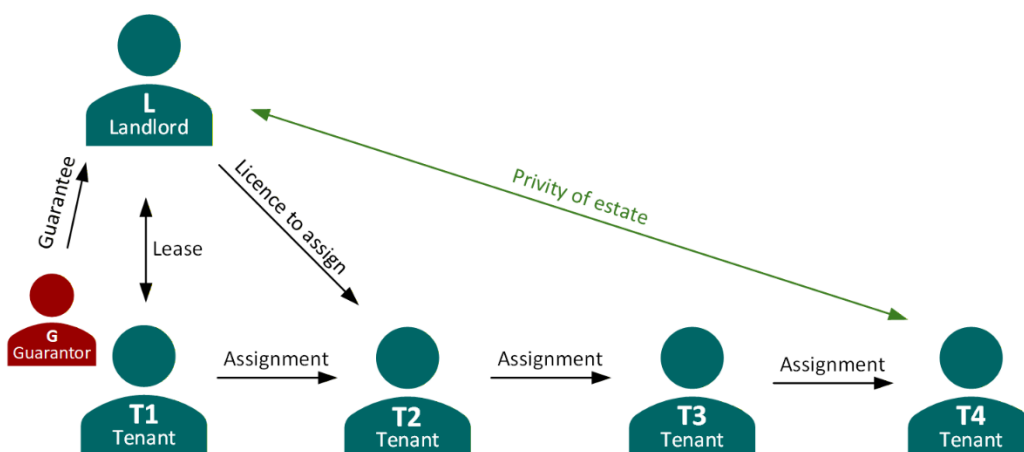 L
Landlord
Guarantee
Licence to assign
Privity of estate
Lease
G
Guarantor
Assignment
Assignment
Assignment
T1
Tenant
T2
Tenant
T3
Tenant
T4
Tenant